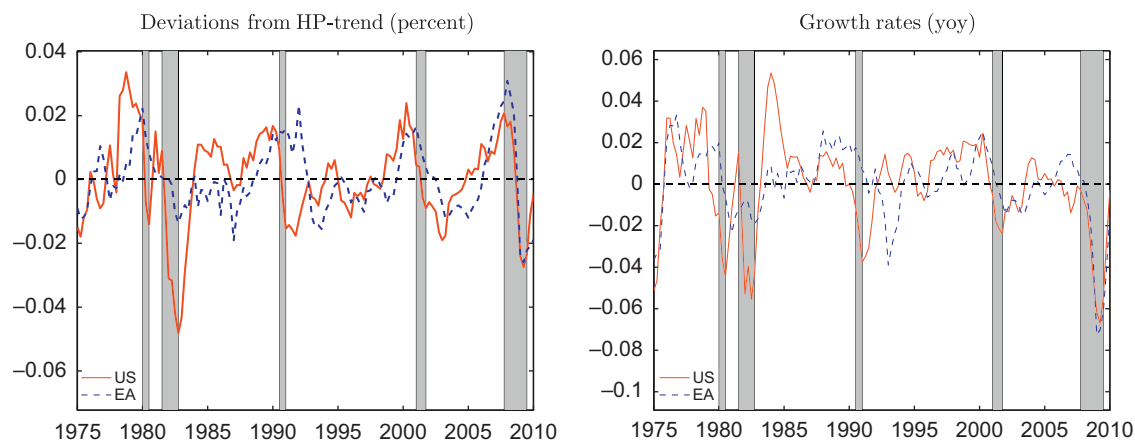 Deviations from HP-trend (percent)
0.04
0.02
0
−0.02
−0.04
−0.06
US
EA
1975 1980 1985 1990 1995 2000 2005 2010
Growth rates (yoy)
0.06
0.04
0.02
0
−0.02
−0.04
−0.06
−0.08
−0.1
US
EA
1975 1980 1985 1990 1995 2000 2005 2010